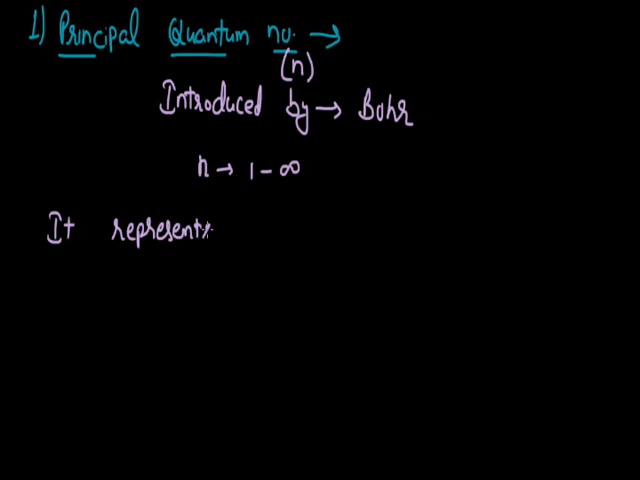 1) Principal Quantum no. →
(n)
Introduced by → Bohr
n → 1 - ∞
It represents